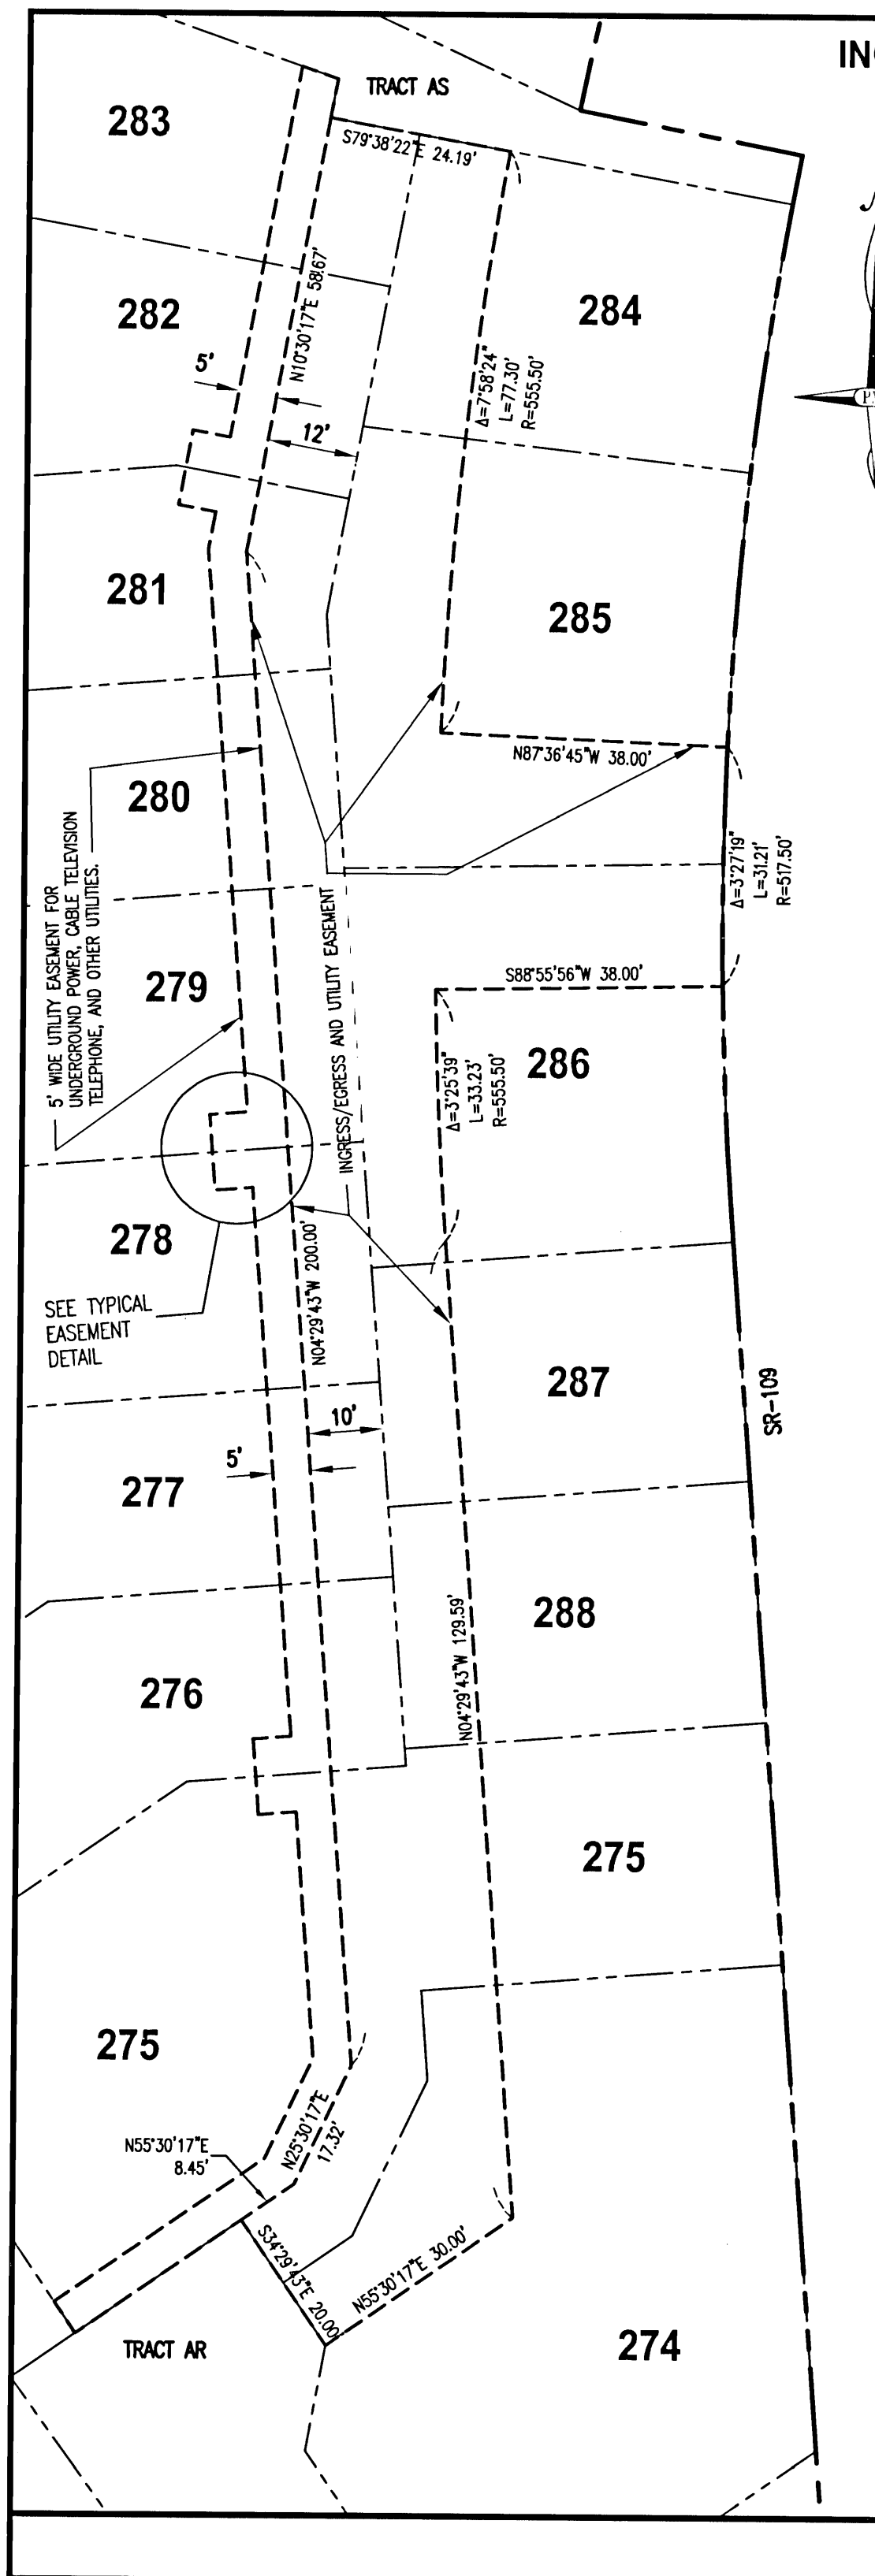 IN
TRACT AS
283
S79°38'22"E 24.19'
N10°30'17"E 58.67'
282
284
5'
Δ=7°58'24"
L=77.30'
R=555.50'
12'
281
285
N87°36'45"W 38.00'
280
5' WIDE UTILITY EASEMENT FOR
UNDERGROUND POWER, CABLE TELEVISION
TELEPHONE, AND OTHER UTILITIES.
Δ=3°27'19"
L=31.21'
R=517.50'
INGRESS/EGRESS AND UTILITY EASEMENT
279
S88°55'56"W 38.00'
286
Δ=3°25'39"
L=33.23'
R=555.50'
278
SEE TYPICAL
EASEMENT
DETAIL
N04°29'43"W 200.00'
287
SR-109
10'
5'
277
288
N04°29'43"W 129.59'
276
275
275
N25°30'17"E
17.32'
N55°30'17"E
8.45'
S34°29'43"E 20.00'
N55°30'17"E 30.00'
TRACT AR
274